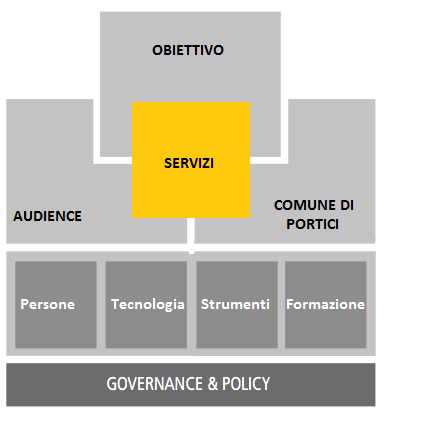 OBIETTIVO
SERVIZI
AUDIENCE
COMUNE DI
PORTICI
Persone
Tecnologia
Strumenti
Formazione
GOVERNANCE & POLICY